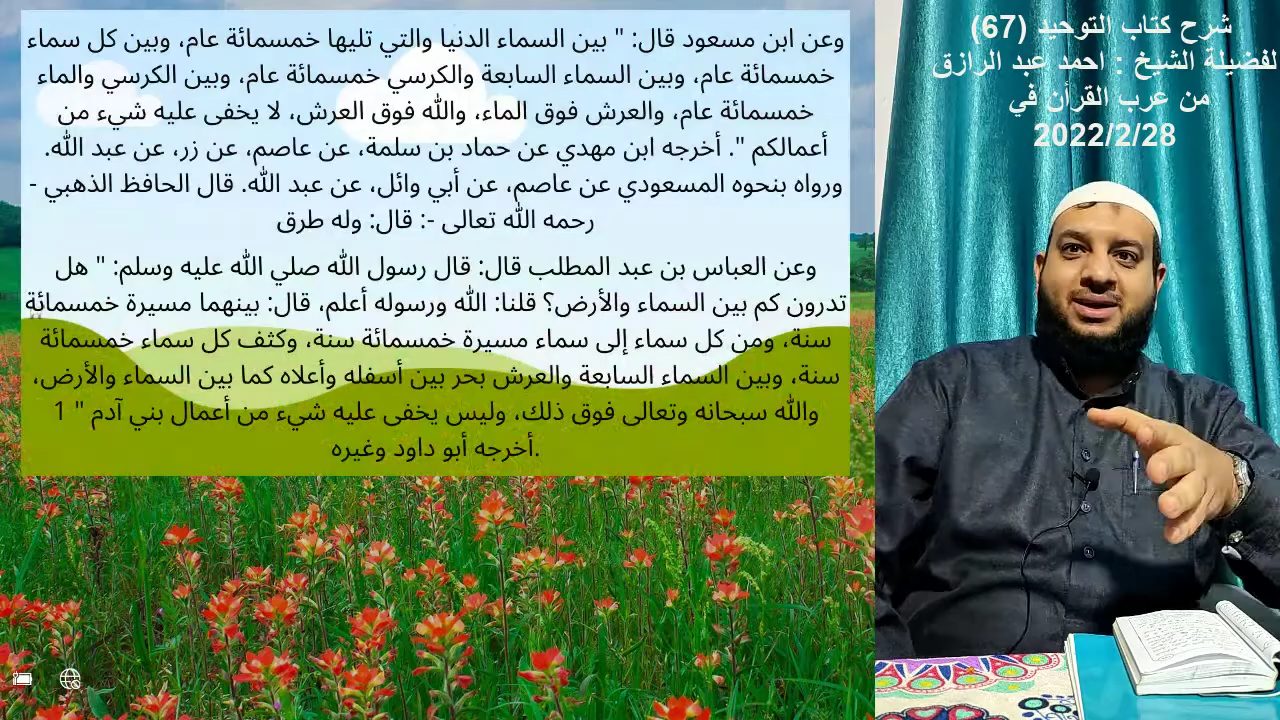 وعن ابن مسعود قال: " بين السماء الدنيا والتي تليها خمسمائة عام، وبين كل سماء
خمسمائة عام، وبين السماء السابعة والكرسي خمسمائة عام، وبين الكرسي والماء
خمسمائة عام، والعرش فوق الماء، والله فوق العرش، لا يخفى عليه شيء من
أعمالكم ". أخرجه ابن مهدي عن حماد بن سلمة، عن عاصم، عن زر، عن عبد الله.
ورواه بنحوه المسعودي عن عاصم، عن أبي وائل، عن عبد الله. قال الحافظ الذهبي -
رحمه الله تعالى -: قال: وله طرق
وعن العباس بن عبد المطلب قال: قال رسول الله صلي الله عليه وسلم: " هل
تدرون كم بين السماء والأرض؟ قلنا: الله ورسوله أعلم، قال: بينهما مسيرة خمسمائة
سنة، ومن كل سماء إلى سماء مسيرة خمسمائة سنة، وكثف كل سماء خمسمائة
سنة، وبين السماء السابعة والعرش بحر بين أسفله وأعلاه كما بين السماء والأرض،
والله سبحانه وتعالى فوق ذلك، وليس يخفى عليه شيء من أعمال بني آدم " 1
.أخرجه أبو داود وغيره
شرح كتاب التوحيد (67)
لفضيلة الشيخ : احمد عبد الرازق
من عرب القرآن في
2022/2/28